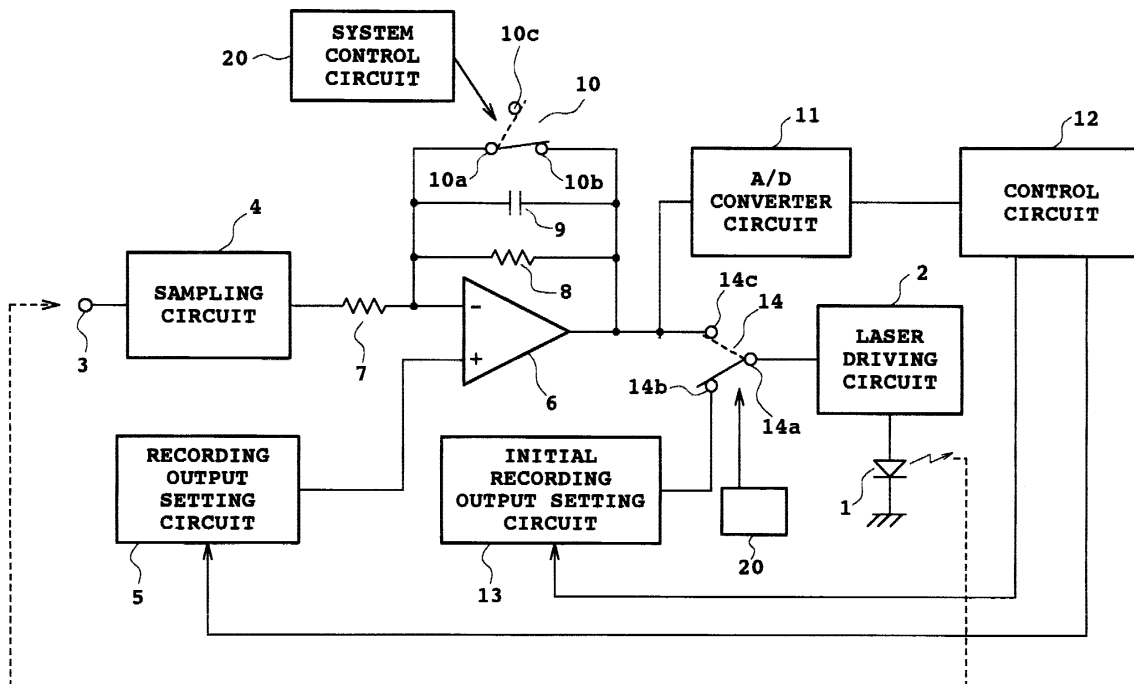 SYSTEM
CONTROL
CIRCUIT
20
10c
10
10a
10b
11
12
A/D
CONVERTER
CIRCUIT
CONTROL
CIRCUIT
9
4
SAMPLING
CIRCUIT
3
7
8
-
+
6
14c
14
14b
14a
2
LASER
DRIVING
CIRCUIT
1
RECORDING
OUTPUT
SETTING
CIRCUIT
5
INITIAL
RECORDING
OUTPUT SETTING
CIRCUIT
13
20